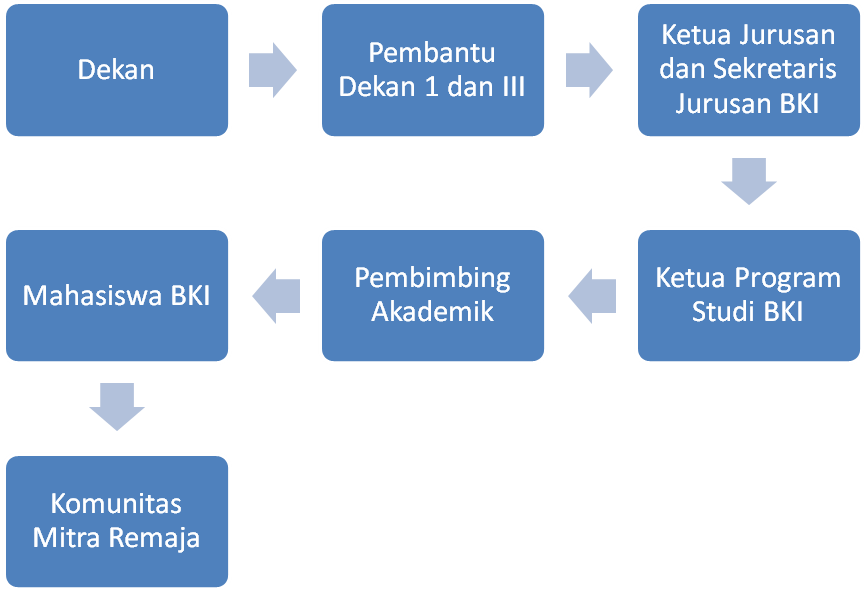 Dekan
Pembantu
Dekan 1 dan III
Ketua Jurusan
dan Sekretaris
Jurusan BKI
Ketua Program
Studi BKI
Pembimbing
Akademik
Mahasiswa BKI
Komunitas
Mitra Remaja